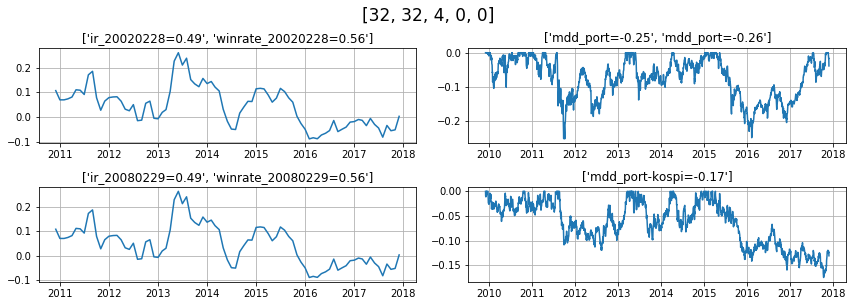 [32, 32, 4, 0, 0]
['ir_20020228=0.49', 'winrate_20020228=0.56']
0.2
0.1
0.0
−0.1
2011 2012 2013 2014 2015 2016 2017 2018
['mdd_port=-0.25', 'mdd_port=-0.26']
0.0
−0.1
−0.2
2010 2011 2012 2013 2014 2015 2016 2017 2018
['ir_20080229=0.49', 'winrate_20080229=0.56']
0.2
0.1
0.0
−0.1
2011 2012 2013 2014 2015 2016 2017 2018
['mdd_port-kospi=-0.17']
0.00
−0.05
−0.10
−0.15
2010 2011 2012 2013 2014 2015 2016 2017 2018